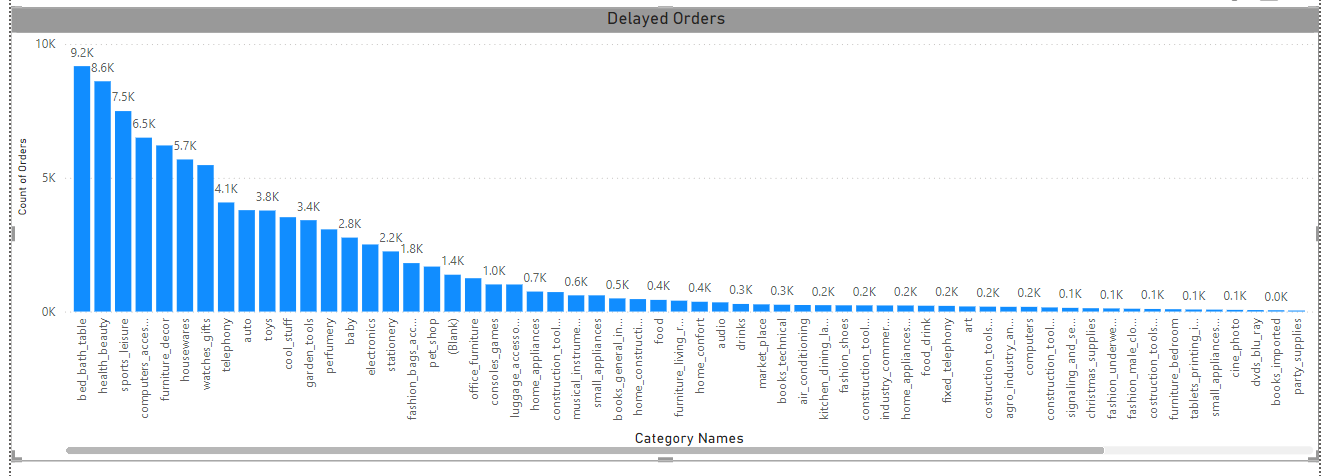 Delayed Orders
Count of Orders
10K
5K
0K
9.2K
8.6K
7.5K
6.5K
5.7K
4.1K
3.8K
3.4K
2.8K
2.2K
1.8K
1.4K
1.0K
0.7K
0.6K
0.5K
0.4K
0.4K
0.3K
0.3K
0.2K
0.2K
0.2K
0.2K
0.2K
0.2K
0.1K
0.1K
0.1K
0.1K
0.1K
0.0K
bed_bath_table
health_beauty
sports_leisure
computers_acces...
furniture_decor
housewares
watches_gifts
telephony
auto
toys
cool_stuff
garden_tools
perfumery
baby
electronics
stationery
fashion_bags_acc...
pet_shop
(Blank)
office_furniture
consoles_games
luggage_accesso...
home_appliances
construction_tool...
musical_instrume...
small_appliances
books_general_in...
home_constructi...
food
furniture_living_r...
home_confort
audio
drinks
market_place
books_technical
air_conditioning
kitchen_dining_la...
fashion_shoes
construction_tool...
industry_commer...
home_appliances...
food_drink
fixed_telephony
art
costruction_tools...
agro_industry_an...
computers
construction_tool...
signaling_and_se...
christmas_supplies
fashion_underwe...
fashion_male_clo...
costruction_tools...
furniture_bedroom
tablets_printing_i...
small_appliances...
cine_photo
dvds_blu_ray
books_imported
party_supplies
Category Names